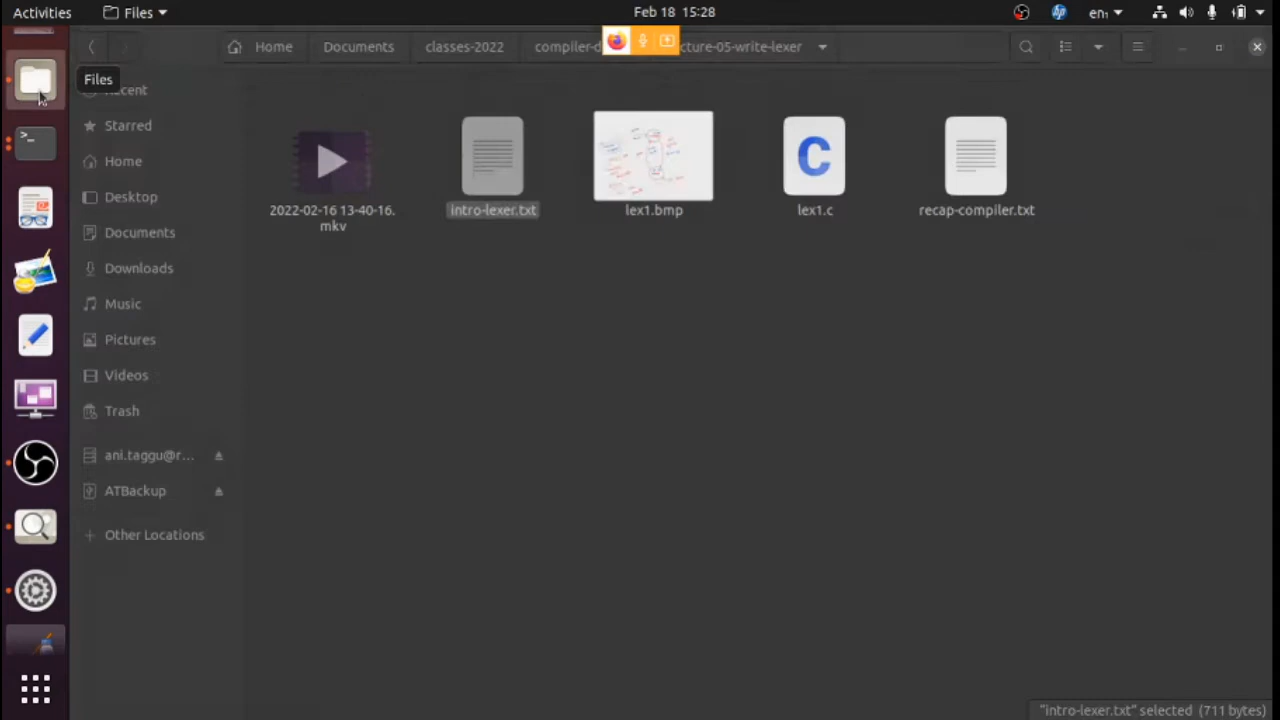 Activities Files Feb 18 15:28 en₁
Home Documents classes-2022 compiler-d cture-05-write-lexer
Files
Recent
Starred
Home
Desktop
Documents
Downloads
Music
Pictures
Videos
Trash
ani.taggu@r...
ATBackup
Other Locations
2022-02-16 13-40-16.
mkv
intro-lexer.txt
lex1.bmp
C
lex1.c
recap-compiler.txt
"intro-lexer.txt" selected (711 bytes)